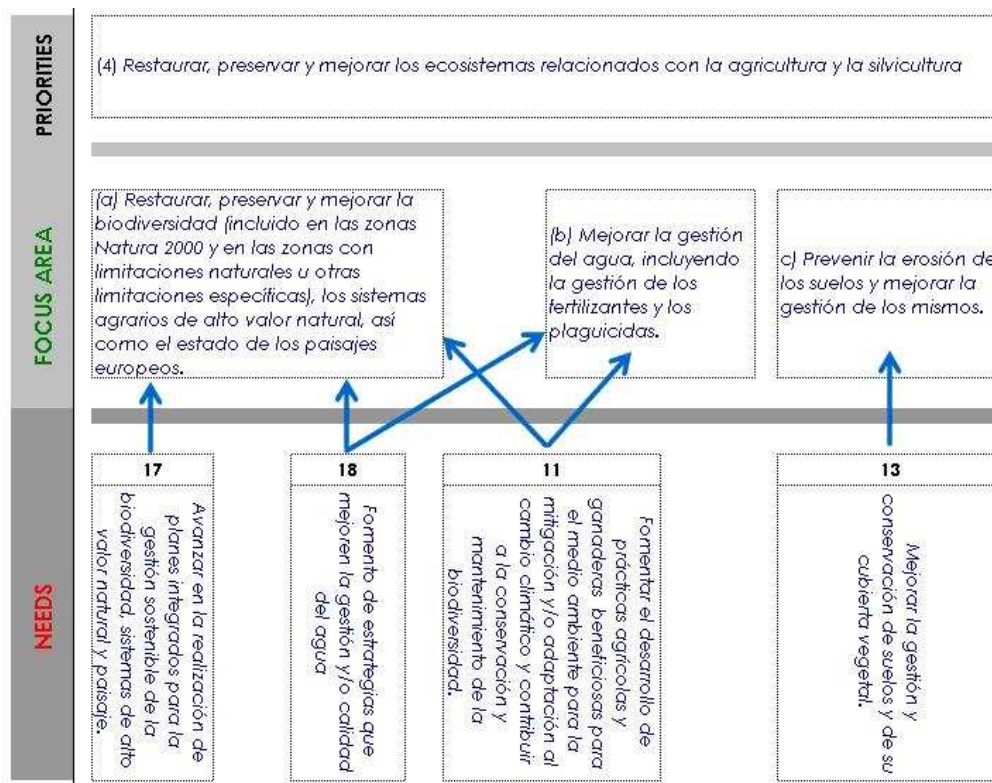 PRIORITIES
(4) Restaurar, preservar y mejorar los ecosistemas relacionados con la agricultura y la silvicultura
FOCUS AREA
(a) Restaurar, preservar y mejorar la
biodiversidad (incluido en las zonas
Natura 2000 y en las zonas con
limitaciones naturales u otras
limitaciones específicas), los sistemas
agrarios de alto valor natural, así
como el estado de los paisajes
europeos.
(b) Mejorar la gestión
del agua, incluyendo
la gestión de los
fertilizantes y los
plaguicidas.
c) Prevenir la erosión de
los suelos y mejorar la
gestión de los mismos.
NEEDS
17
Avanzar en la realización de
planes integrados para la
gestión sostenible de la
biodiversidad, sistemas de alto
valor natural y paisaje.
18
Fomento de estrategias que
mejoren la gestión y/o calidad
del agua
11
Fomentar el desarrollo de
prácticas agrícolas y
ganaderas beneficiosas para
el medio ambiente para la
mitigación y/o adaptación al
cambio climático y contribuir
a la conservación y
mantenimiento de la
biodiversidad.
13
Mejorar la gestión y
conservación de suelos y de su
cubierta vegetal.